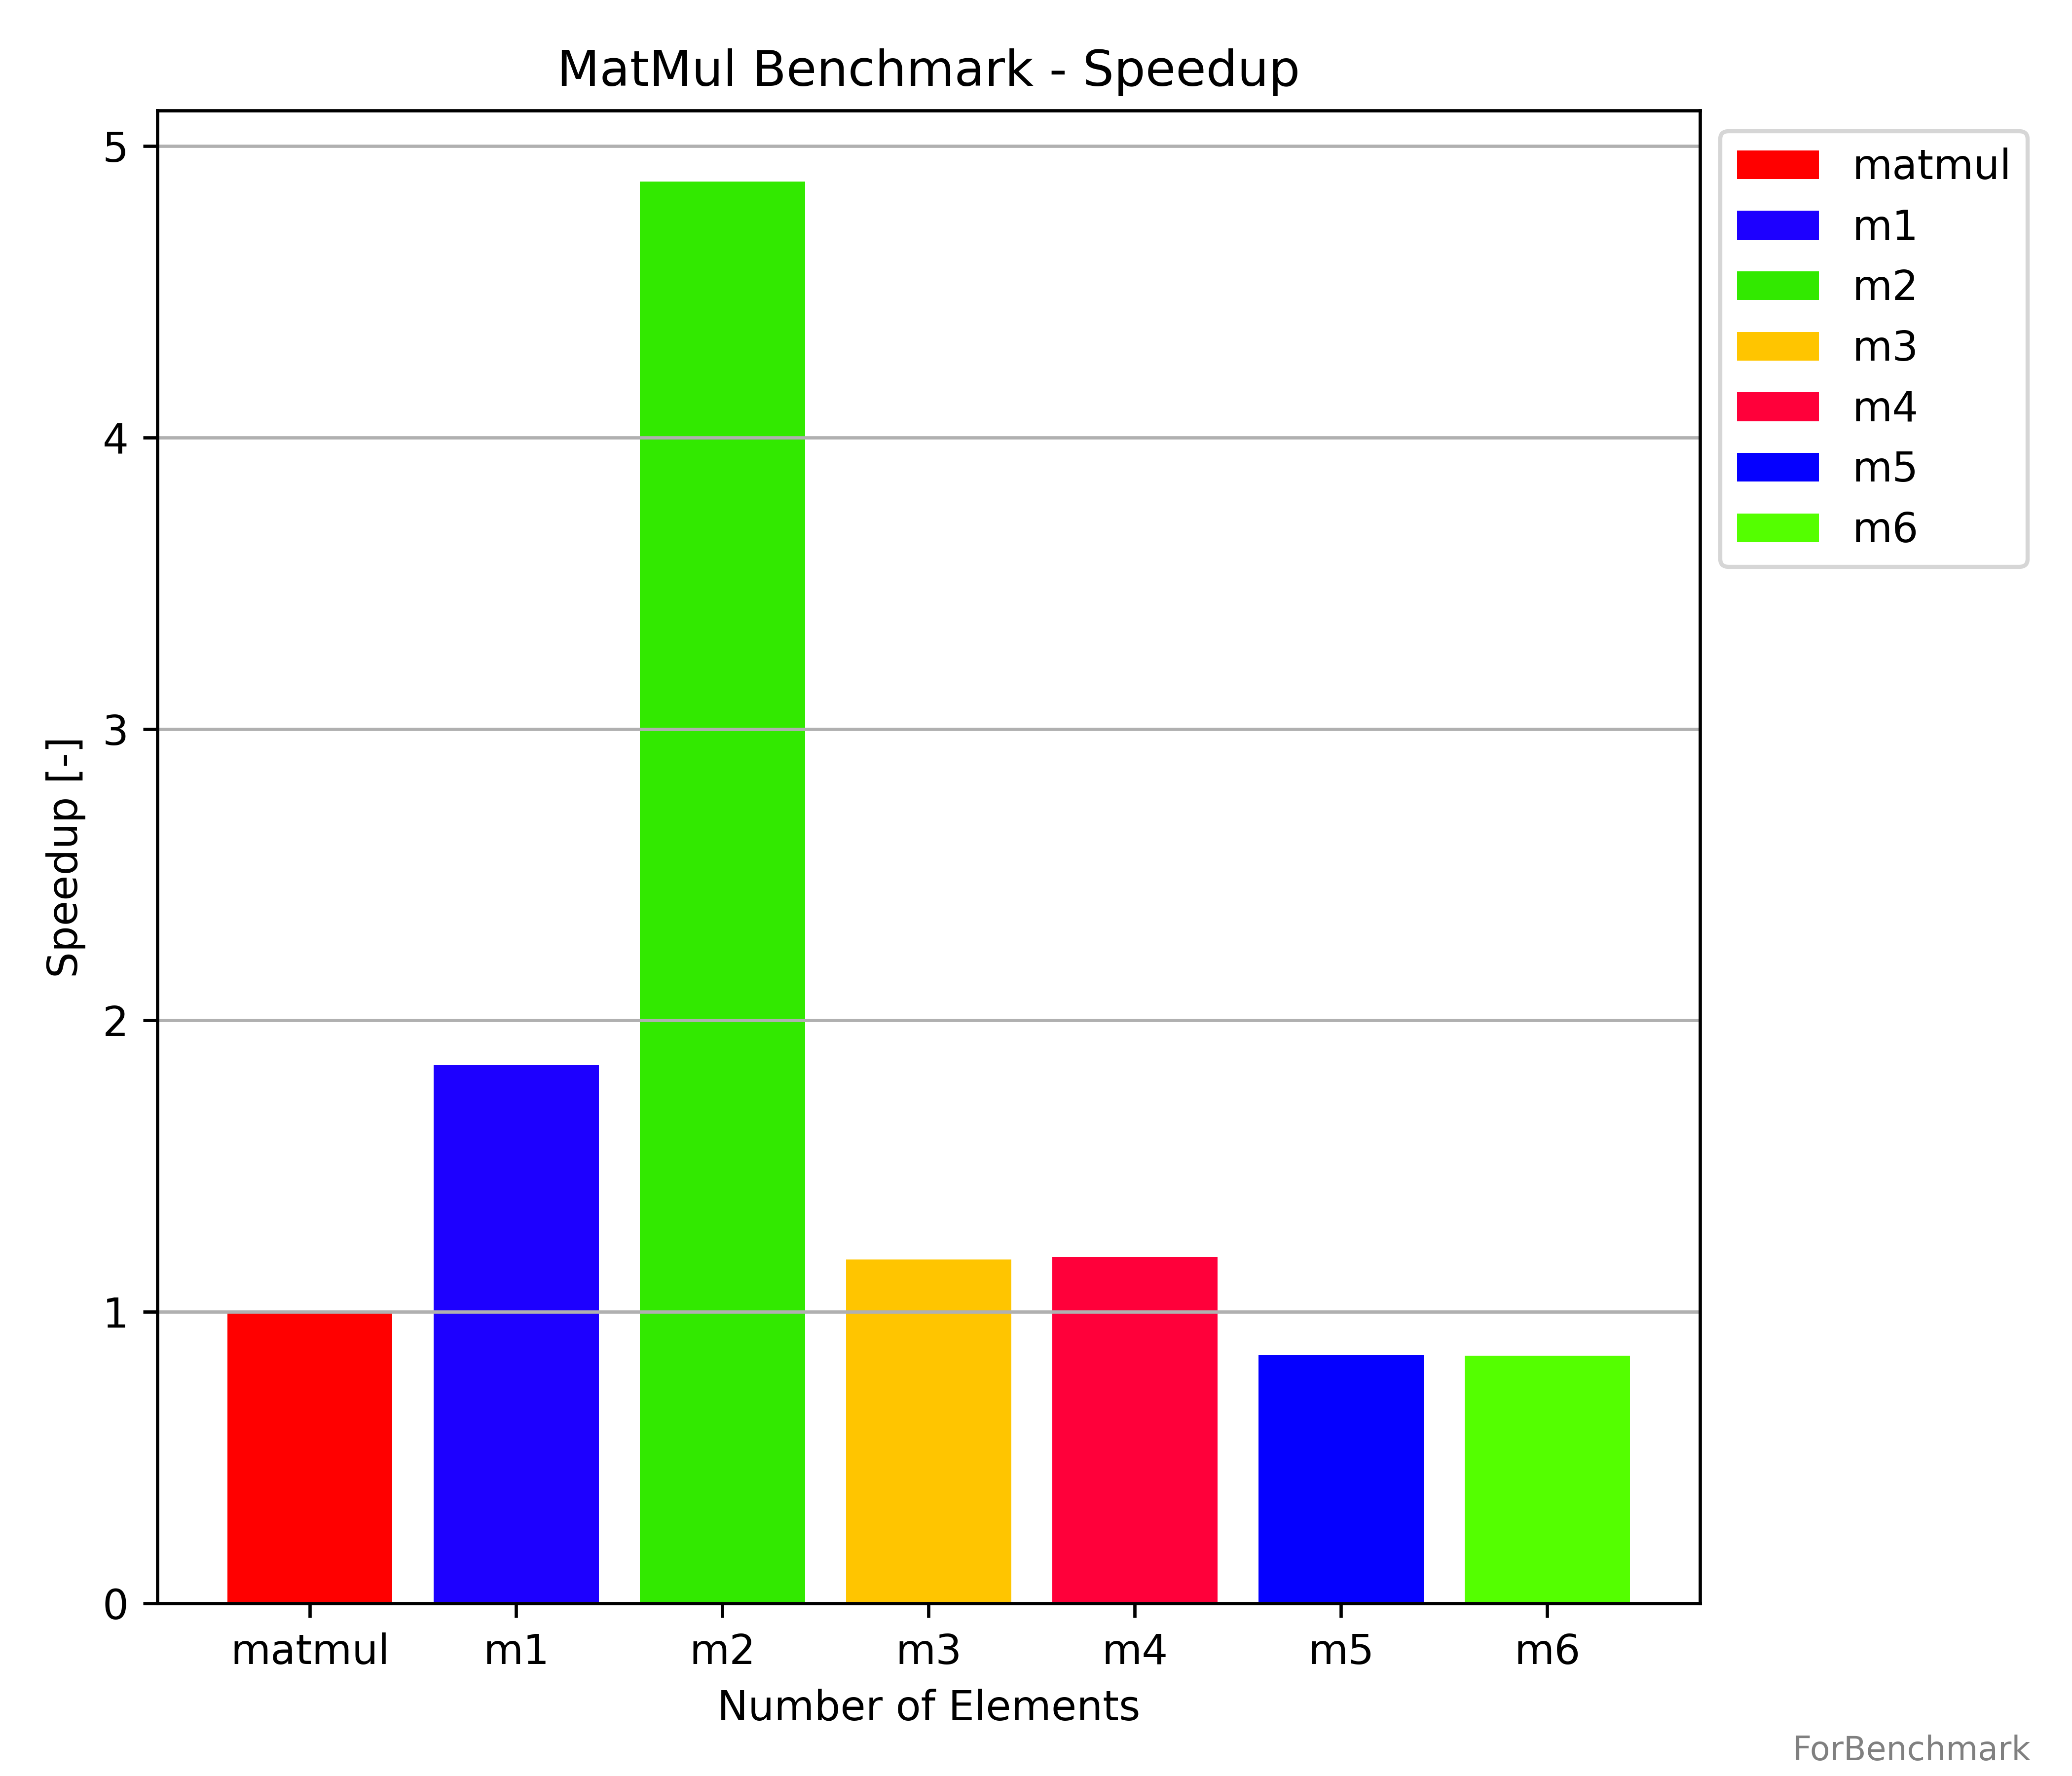 MatMul Benchmark - Speedup
5
4
3
2
1
0
Speedup [-]
matmul m1 m2 m3 m4 m5 m6
Number of Elements
matmul
m1
m2
m3
m4
m5
m6
ForBenchmark